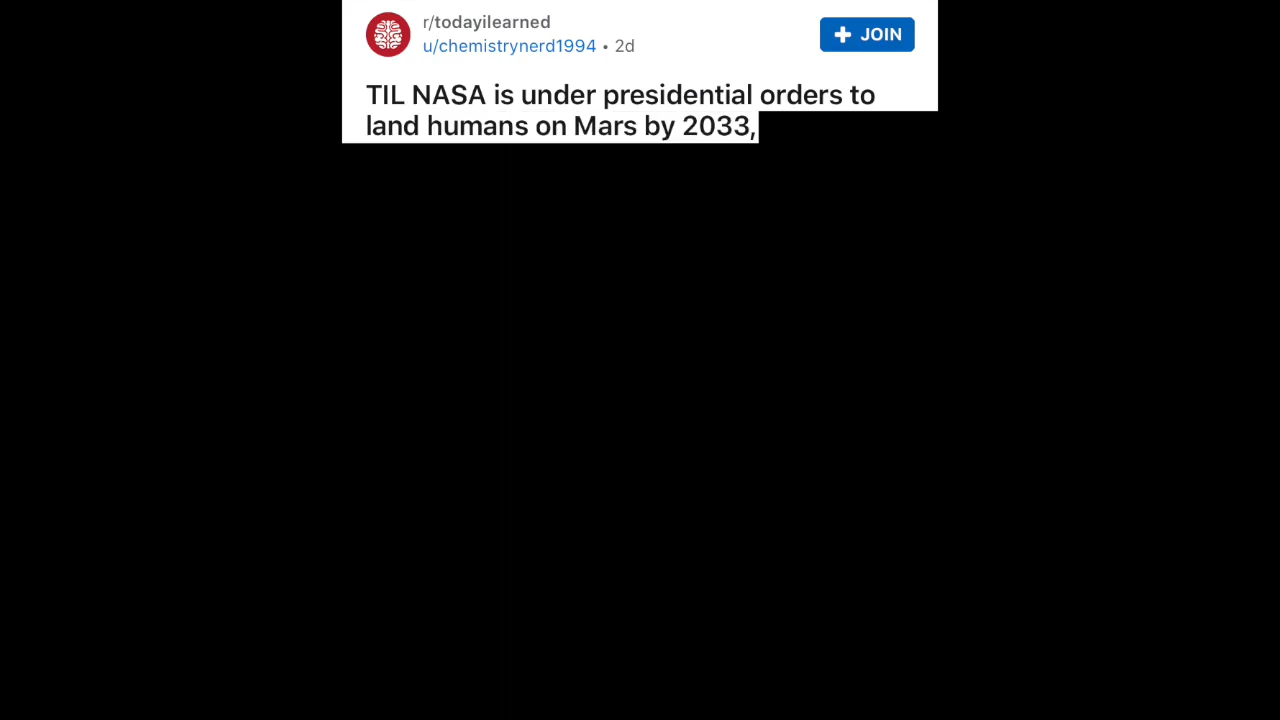 r/todayilearned
u/chemistrynerd1994 • 2d
JOIN
TIL NASA is under presidential orders to
land humans on Mars by 2033,